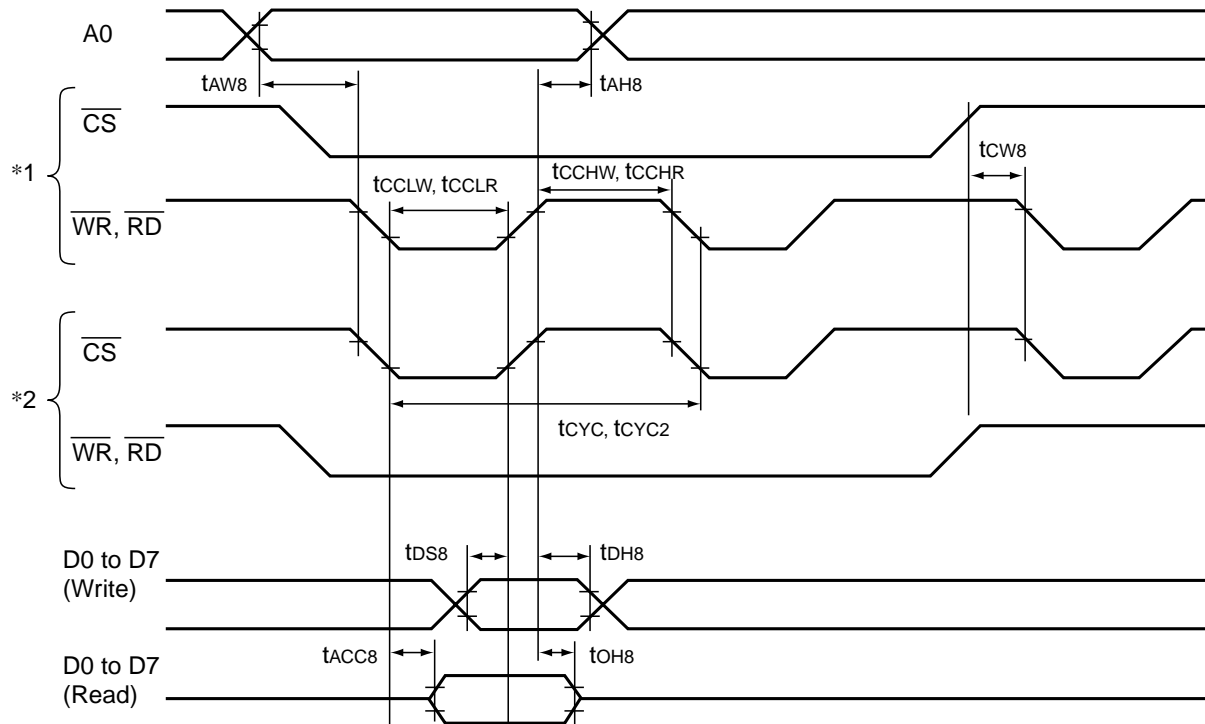 A0
tAW8
tAH8
*1
CS
tCW8
tCCLW, tCCLR
tCCHW, tCCHR
WR, RD
*2
CS
tCYC, tCYC2
WR, RD
D0 to D7
(Write)
tDS8
tDH8
D0 to D7
(Read)
tACC8
tOH8